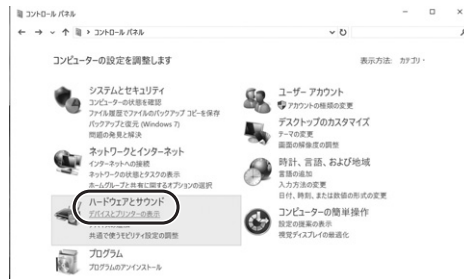 コントロール パネル
コントロール パネル
コンピューターの設定を調整します
表示方法: カテゴリ
システムとセキュリティ
コンピューターの状態を確認
ファイル履歴でファイルのバックアップ コピーを保存
バックアップと復元 (Windows 7)
問題の発見と解決
ネットワークとインターネット
インターネットへの接続
ネットワークの状態とタスクの表示
ホームグループと共有に関するオプションの選択
ハードウェアとサウンド
デバイスとプリンターの表示
共通で使うモビリティ設定の調整
プログラム
プログラムのアンインストール
ユーザー アカウント
アカウントの種類の変更
デスクトップのカスタマイズ
テーマの変更
画面の解像度の調整
時計、言語、および地域
言語の追加
入力方法の変更
日付、時刻、または数値の形式の変更
コンピューターの簡単操作
設定の提案の表示
視覚ディスプレイの最適化